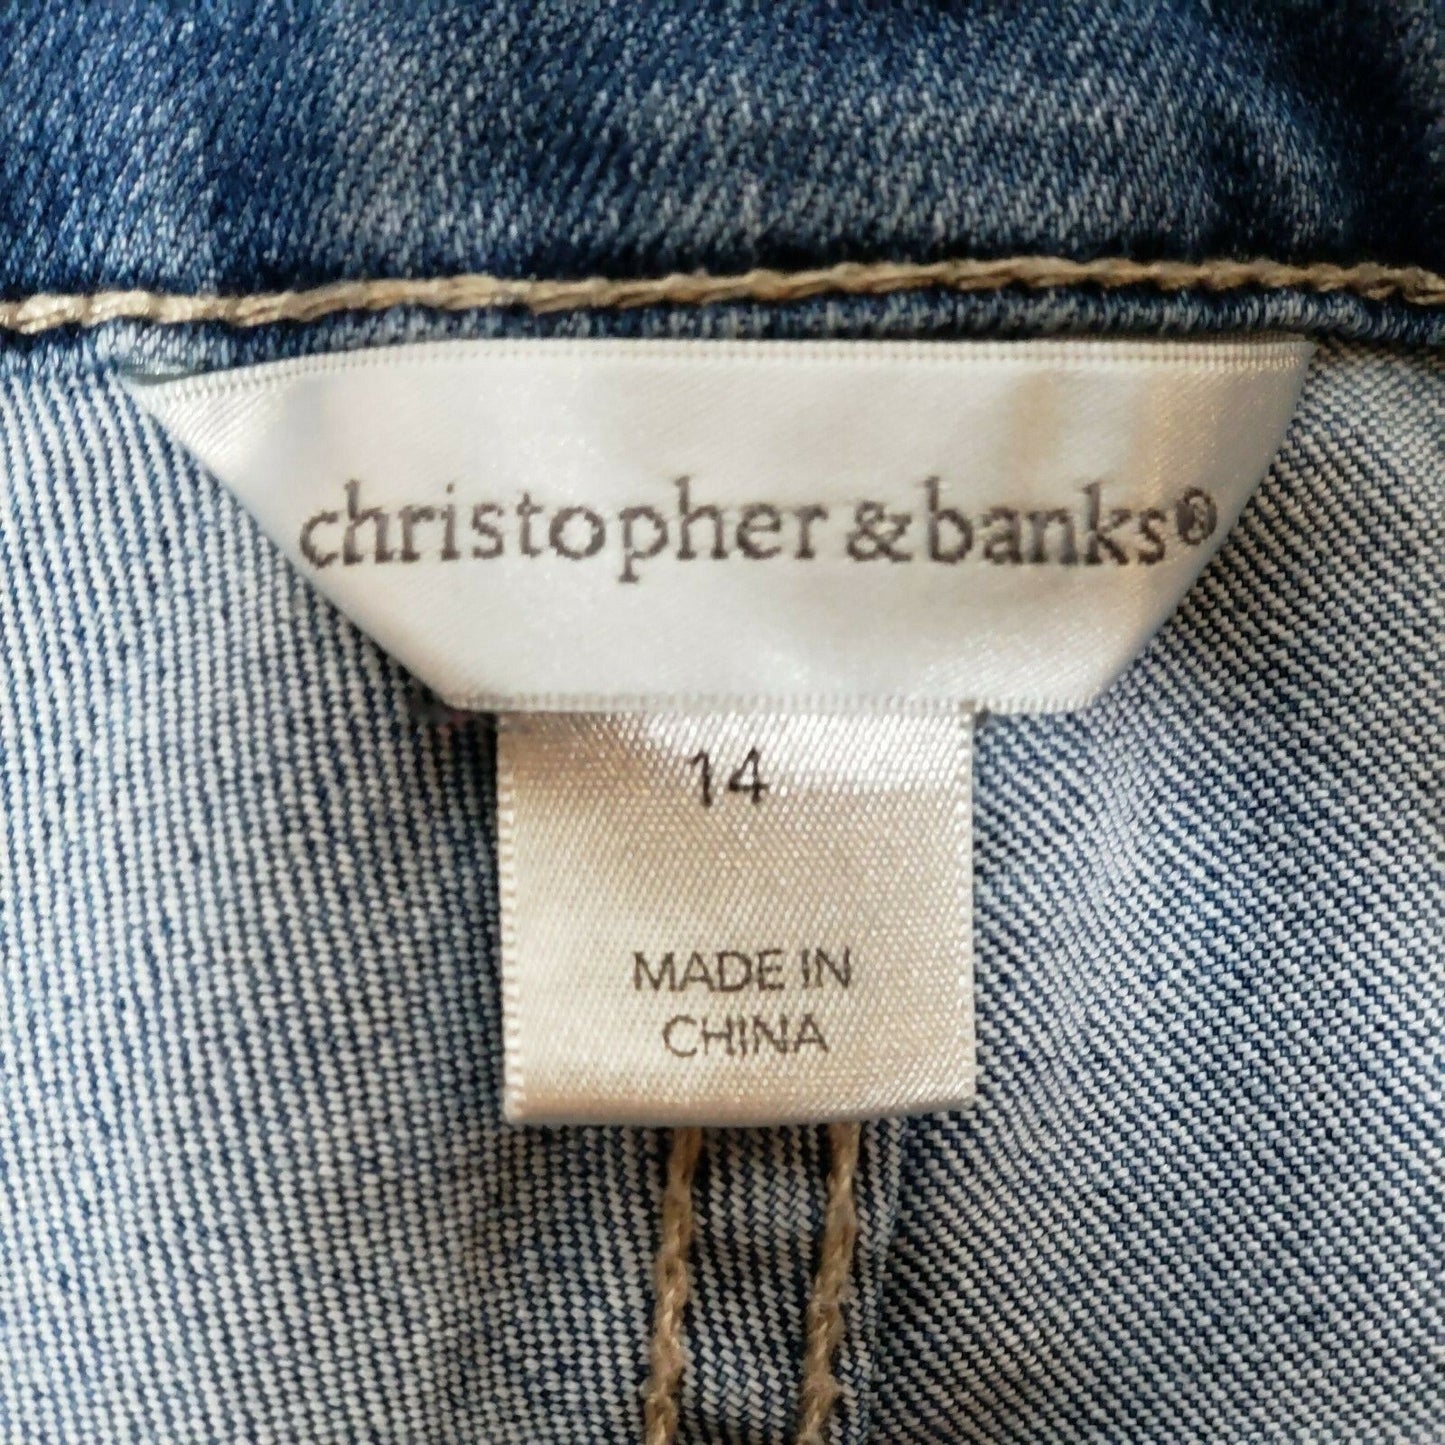 christopher & banks®
14
MADE IN
CHINA